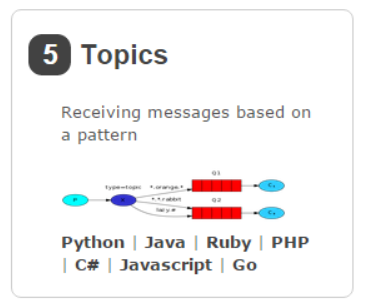 5 Topics
Receiving messages based on
a pattern
Q1
type=topic *.orange.*
P X C₁
*.*.rabbit Q2
lazy.#
C₂
Python | Java | Ruby | PHP
| C# | Javascript | Go